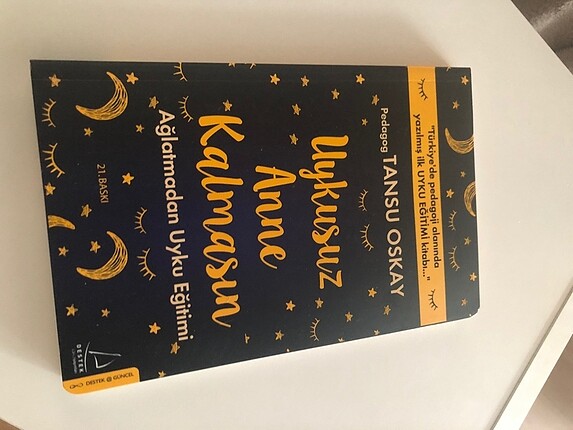 "Türkiye'de pedagoji alanında
yazılmış ilk UYKU EĞİTİMİ kitabı..."
Pedagog
TANSU OSKAY
Uykusuz
Anne
Kalmasın
Ağlatmadan Uyku Eğitimi
21. BASKI
DESTEK
DESTEK @ GÜNCEL